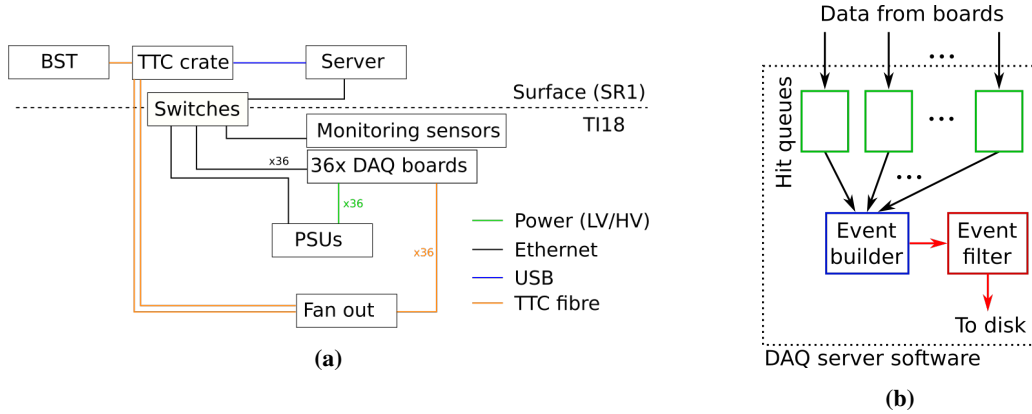 BST
TTC crate
Server
Surface (SR1)
Switches
TI18
Monitoring sensors
x36
36x DAQ boards
x36
PSUs
x36
Power (LV/HV)
Ethernet
USB
TTC fibre
Fan out
(a)
Data from boards
...
Hit queues
...
...
Event
builder
Event
filter
To disk
DAQ server software
(b)